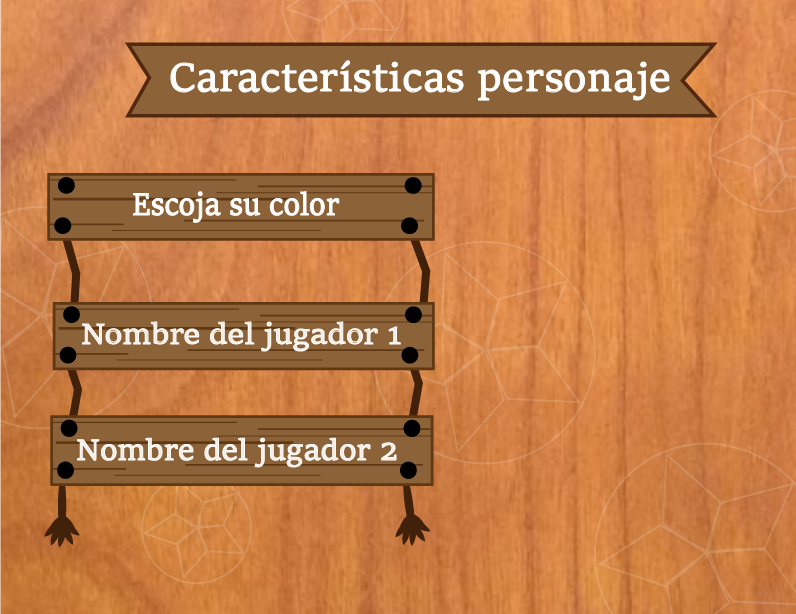 Características personaje
Escoja su color
Nombre del jugador 1
Nombre del jugador 2